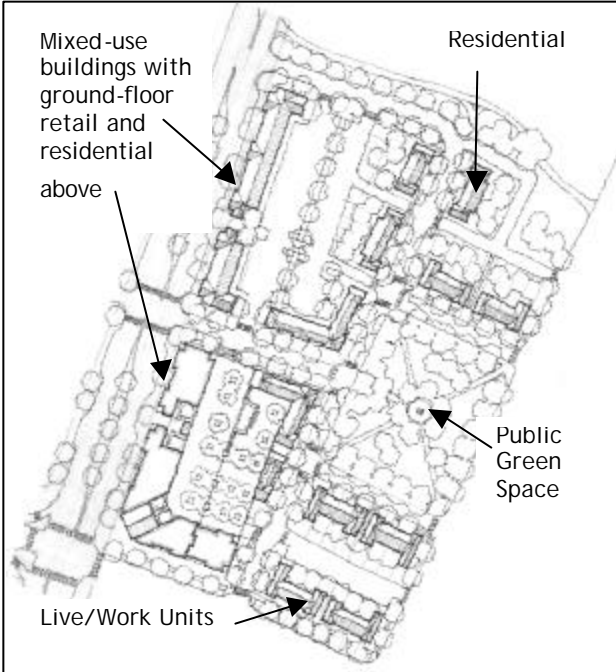 Mixed-use
buildings with
ground-floor
retail and
residential
above
Residential
Public
Green
Space
Live/Work Units